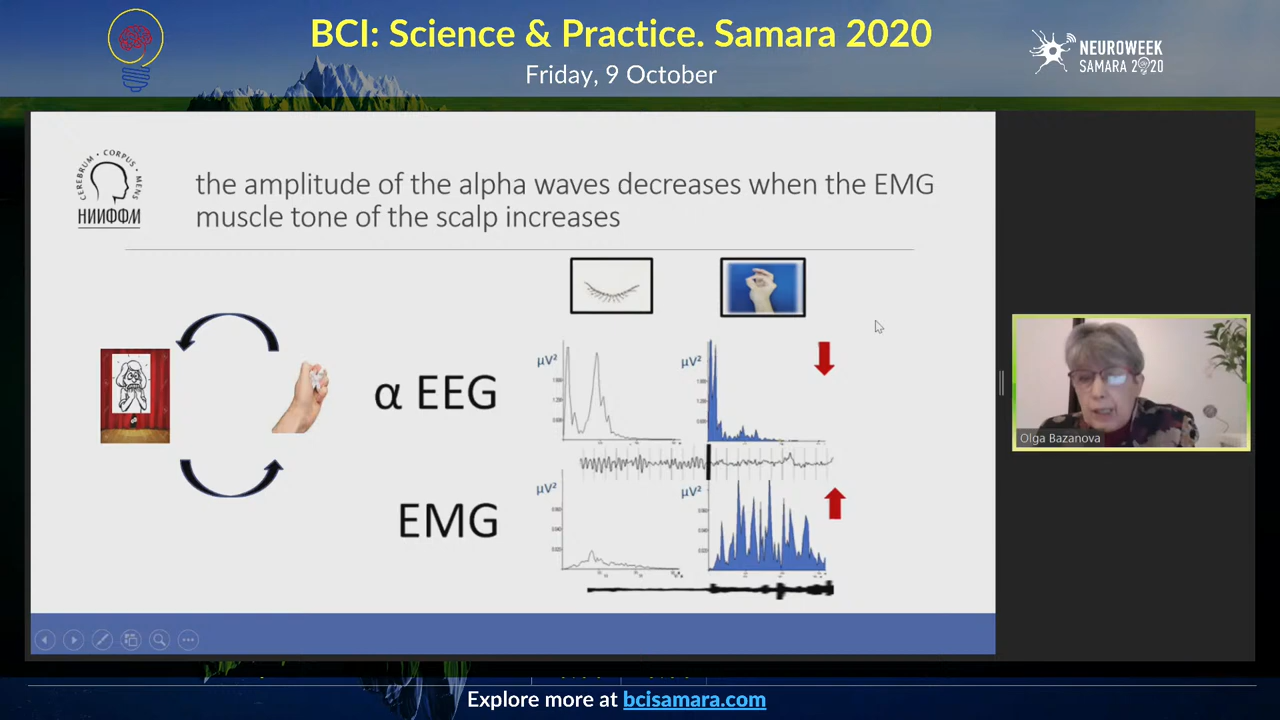 BCI: Science & Practice. Samara 2020
Friday, 9 October
NEUROWEEK
SAMARA 2020
CEREBRUM • CORPUS • MENS
НИИФФМ
the amplitude of the alpha waves decreases when the EMG
muscle tone of the scalp increases
α EEG
µV²
µV²
EMG
µV²
µV²
Olga Bazanova
Explore more at bcisamara.com